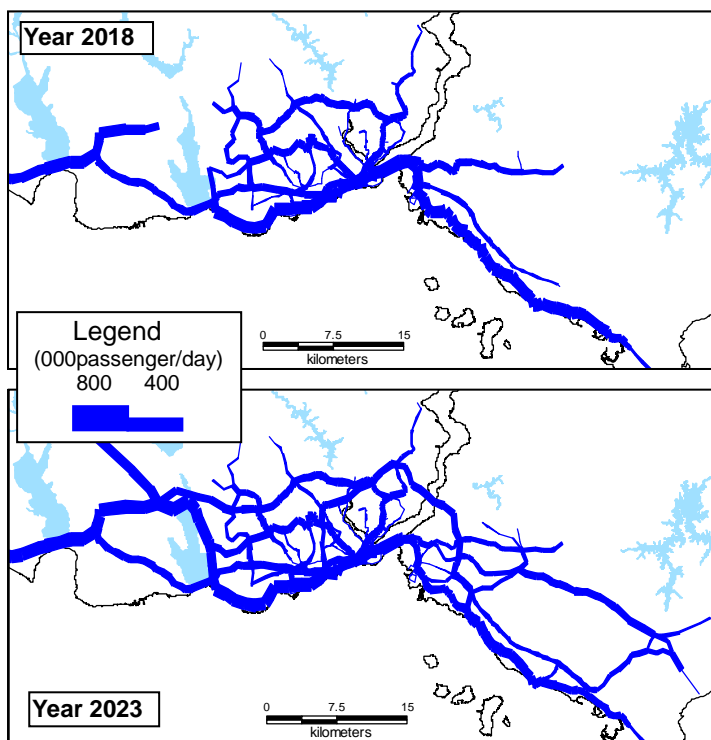 Year 2018
0 7.5 15
kilometers
Legend
(000passenger/day)
800 400
Year 2023
0 7.5 15
kilometers